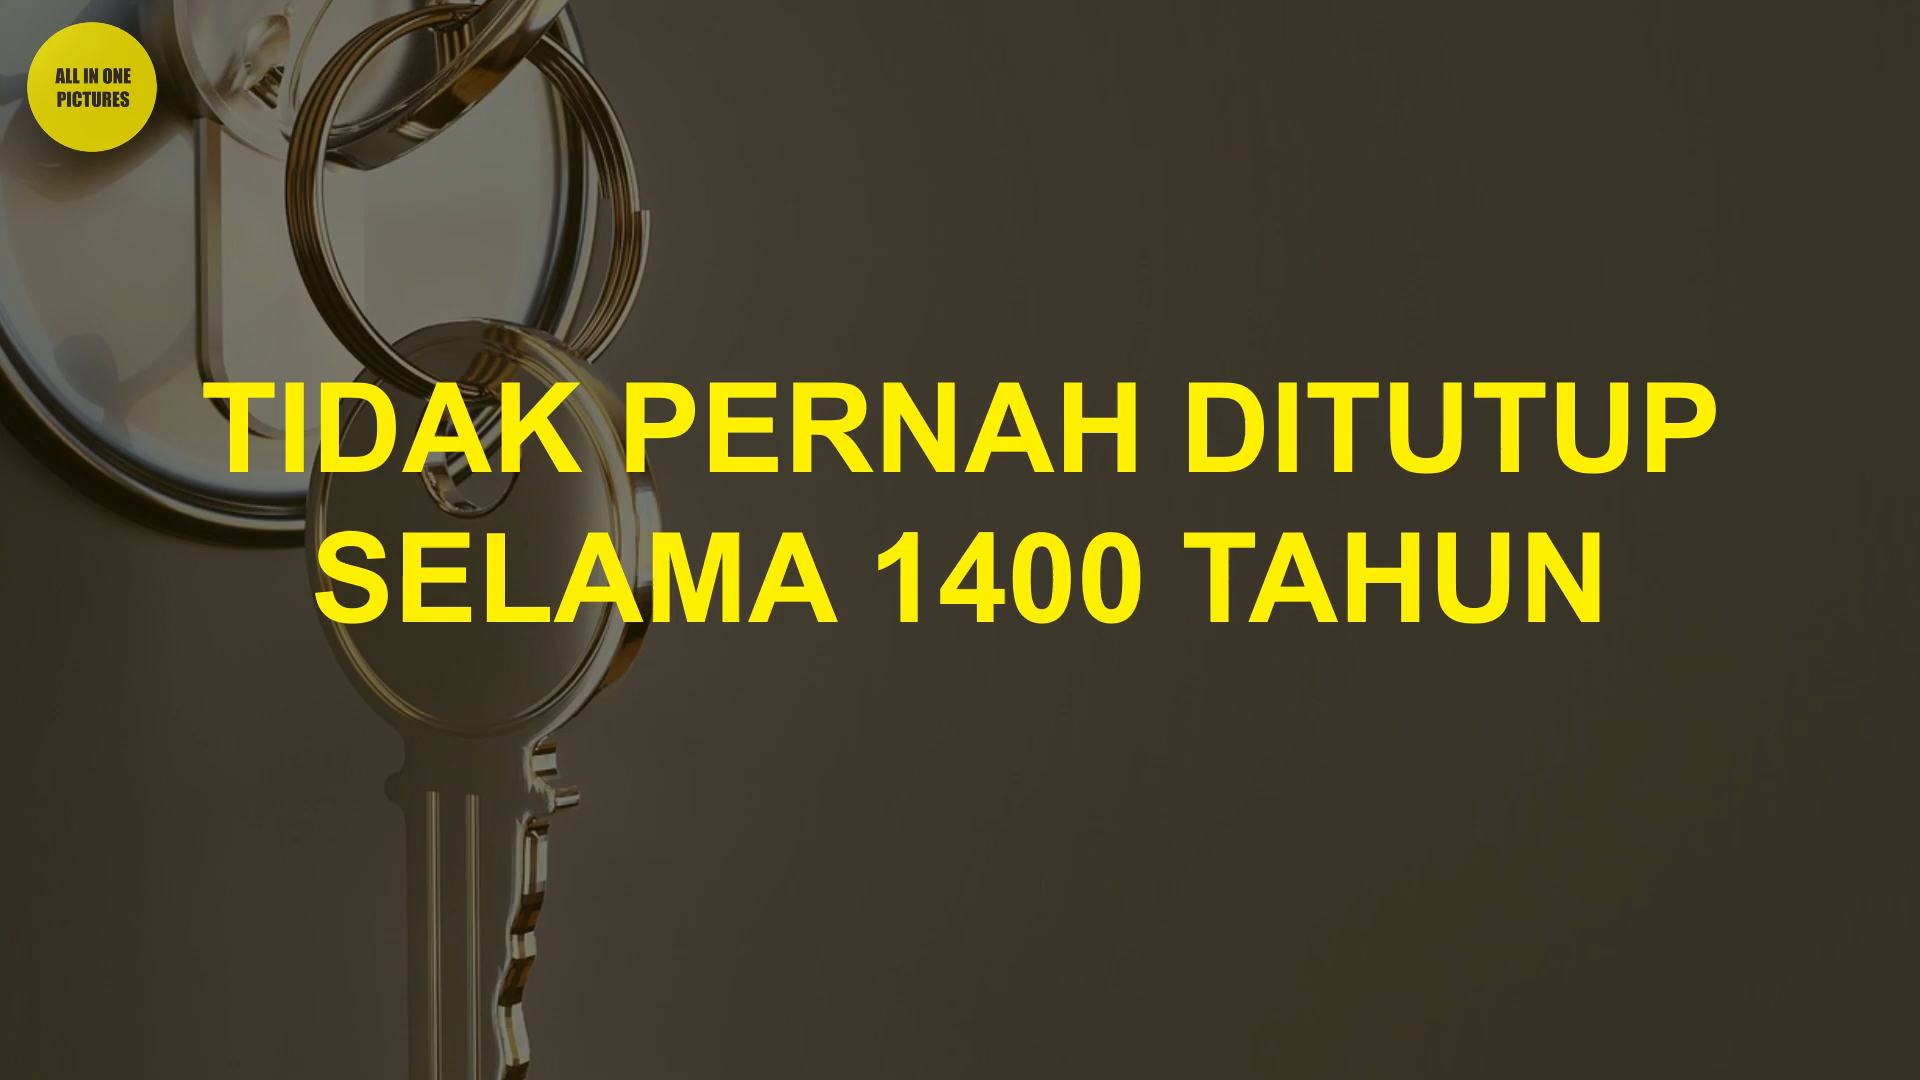 ALL IN ONE
PICTURES
TIDAK PERNAH DITUTUP
SELAMA 1400 TAHUN